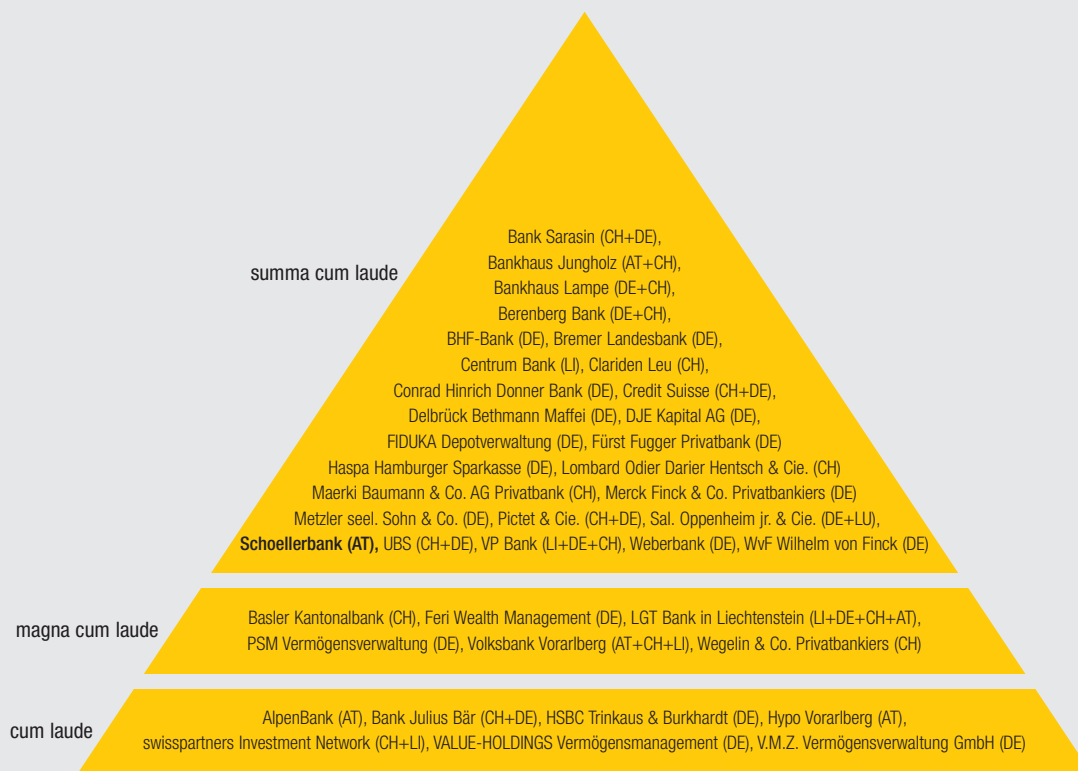 summa cum laude
Bank Sarasin (CH+DE),
Bankhaus Jungholz (AT+CH),
Bankhaus Lampe (DE+CH),
Berenberg Bank (DE+CH),
BHF-Bank (DE), Bremer Landesbank (DE),
Centrum Bank (LI), Clariden Leu (CH),
Conrad Hinrich Donner Bank (DE), Credit Suisse (CH+DE),
Delbrück Bethmann Maffei (DE), DJE Kapital AG (DE),
FIDUKA Depotverwaltung (DE), Fürst Fugger Privatbank (DE)
Haspa Hamburger Sparkasse (DE), Lombard Odier Darier Hentsch & Cie. (CH)
Maerki Baumann & Co. AG Privatbank (CH), Merck Finck & Co. Privatbankiers (DE)
Metzler seel. Sohn & Co. (DE), Pictet & Cie. (CH+DE), Sal. Oppenheim jr. & Cie. (DE+LU),
Schoellerbank (AT), UBS (CH+DE), VP Bank (LI+DE+CH), Weberbank (DE), WvF Wilhelm von Finck (DE)
magna cum laude
Basler Kantonalbank (CH), Feri Wealth Management (DE), LGT Bank in Liechtenstein (LI+DE+CH+AT),
PSM Vermögensverwaltung (DE), Volksbank Vorarlberg (AT+CH+LI), Wegelin & Co. Privatbankiers (CH)
cum laude
AlpenBank (AT), Bank Julius Bär (CH+DE), HSBC Trinkaus & Burkhardt (DE), Hypo Vorarlberg (AT),
swisspartners Investment Network (CH+LI), VALUE-HOLDINGS Vermögensmanagement (DE), V.M.Z. Vermögensverwaltung GmbH (DE)